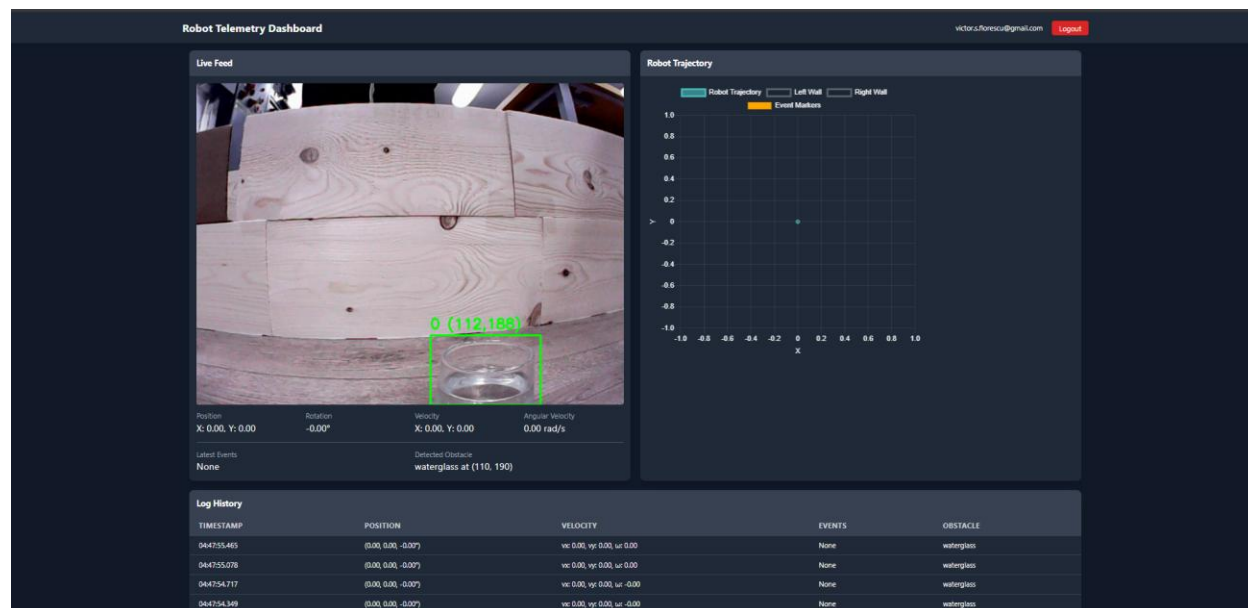 Robot Telemetry Dashboard
victor.s.florescu@gmail.com Logout
Live Feed
0 (112,188)
Position Rotation Velocity Angular Velocity
X: 0.00, Y: 0.00 -0.00° X: 0.00, Y: 0.00 0.00 rad/s
Latest Events Detected Obstacle
None waterglass at (110, 190)
Robot Trajectory
Robot Trajectory Left Wall Right Wall
Event Markers
1.0
0.8
0.6
0.4
0.2
Y 0
-0.2
-0.4
-0.6
-0.8
-1.0
-1.0 -0.8 -0.6 -0.4 -0.2 0 0.2 0.4 0.6 0.8 1.0
X
Log History
TIMESTAMP POSITION VELOCITY EVENTS OBSTACLE
04:47:55.465 (0.00, 0.00, -0.00°) vx: 0.00, vy: 0.00, ω: 0.00 None waterglass
04:47:55.078 (0.00, 0.00, -0.00°) vx: 0.00, vy: 0.00, ω: 0.00 None waterglass
04:47:54.717 (0.00, 0.00, -0.00°) vx: 0.00, vy: 0.00, ω: -0.00 None waterglass
04:47:54.349 (0.00, 0.00, -0.00°) vx: 0.00, vy: 0.00, ω: -0.00 None waterglass